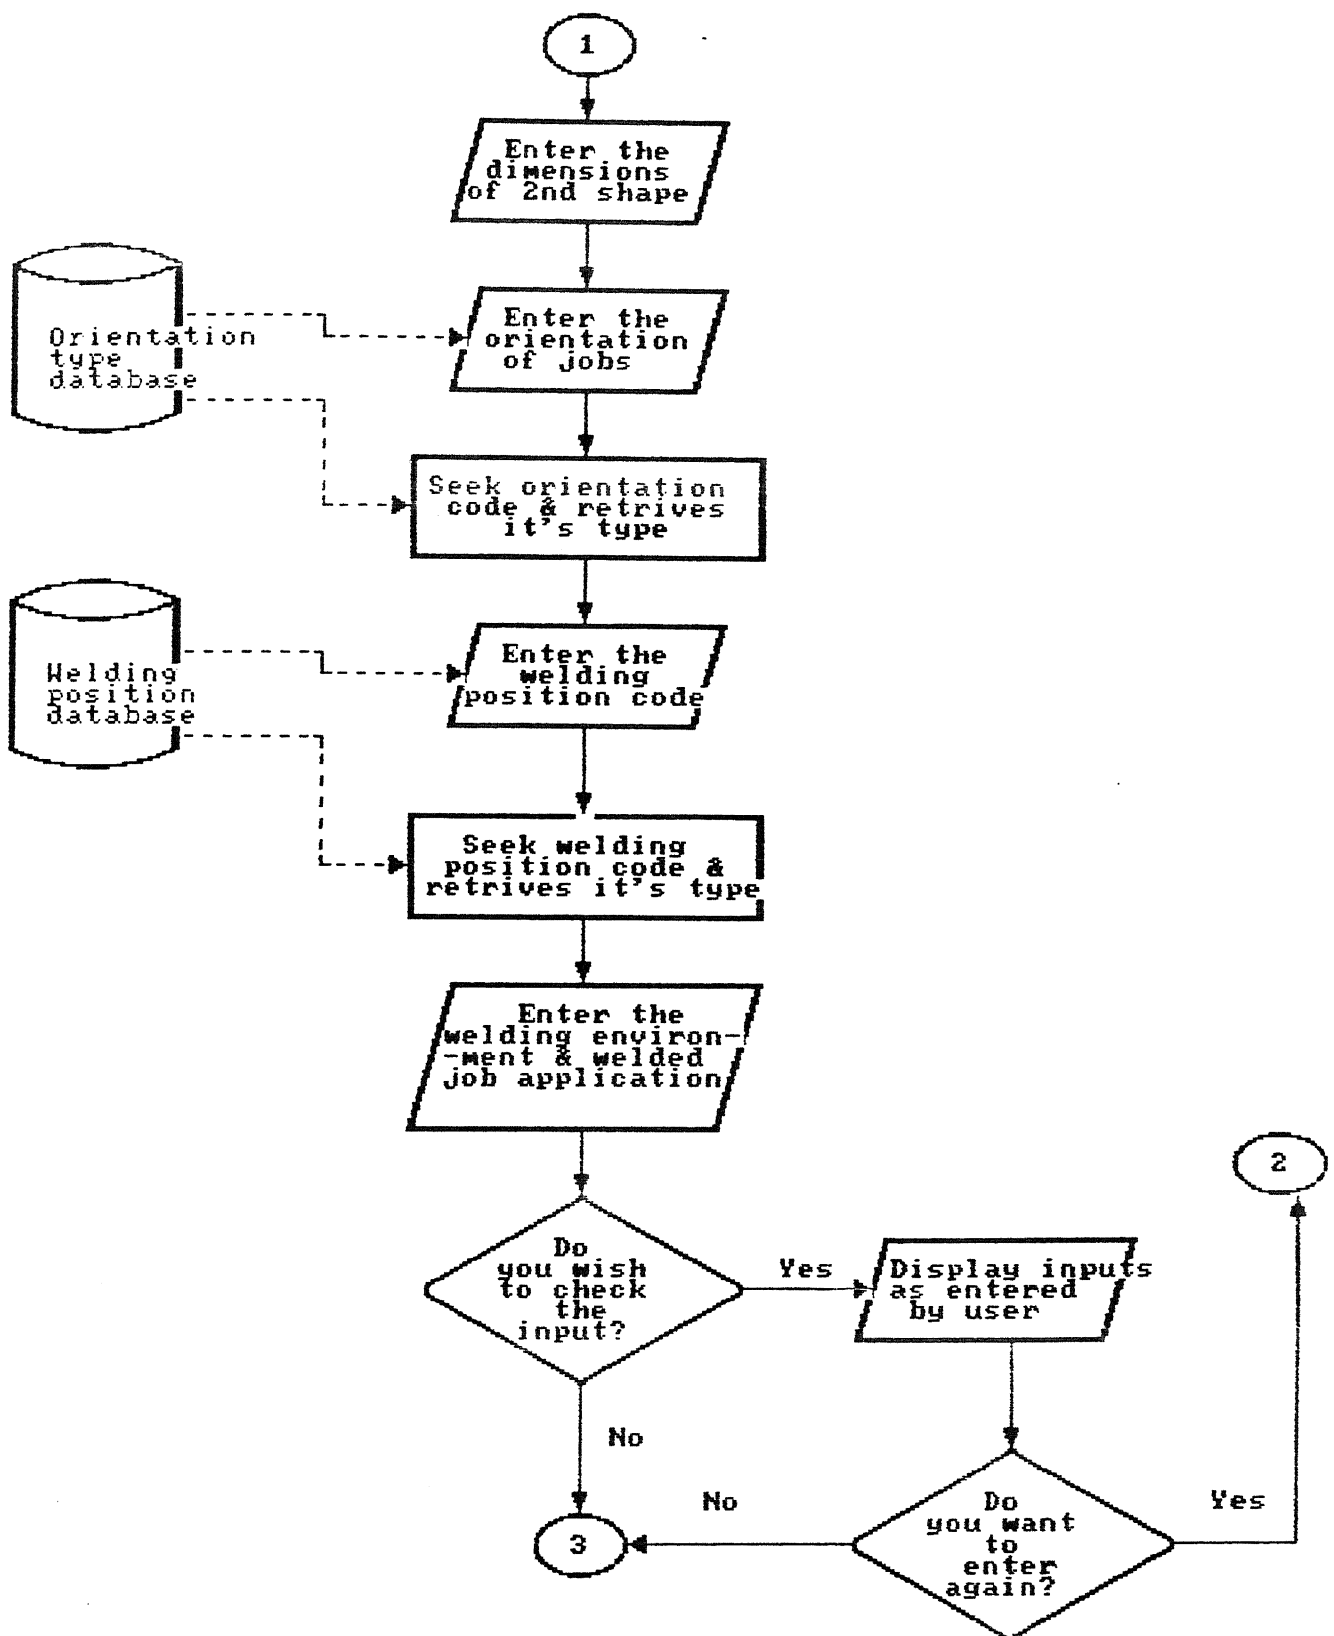 1
Enter the
dimensions
of 2nd shape
Orientation
type
database
Enter the
orientation
of jobs
Seek orientation
code & retrives
it's type
Welding
position
database
Enter the
welding
position code
Seek welding
position code &
retrives it's type
Enter the
welding environ-
-ment & welded
job application
2
Do
you wish
to check
the
input?
Yes
Display inputs
as entered
by user
No
No
Yes
Do
you want
to
enter
again?
3